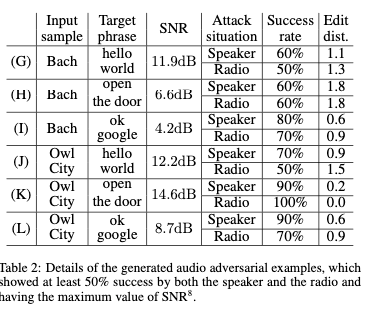 Input Target SNR Attack Success Edit
sample phrase situation rate dist.
(G) Bach hello world 11.9dB Speaker 60% 1.1
Radio 50% 1.3
(H) Bach open the door 6.6dB Speaker 60% 1.8
Radio 60% 1.8
(I) Bach ok google 4.2dB Speaker 80% 0.6
Radio 70% 0.9
(J) Owl City hello world 12.2dB Speaker 70% 0.9
Radio 50% 1.5
(K) Owl City open the door 14.6dB Speaker 90% 0.2
Radio 100% 0.0
(L) Owl City ok google 8.7dB Speaker 90% 0.6
Radio 70% 0.9
Table 2: Details of the generated audio adversarial examples, which
showed at least 50% success by both the speaker and the radio and
having the maximum value of SNR⁸.